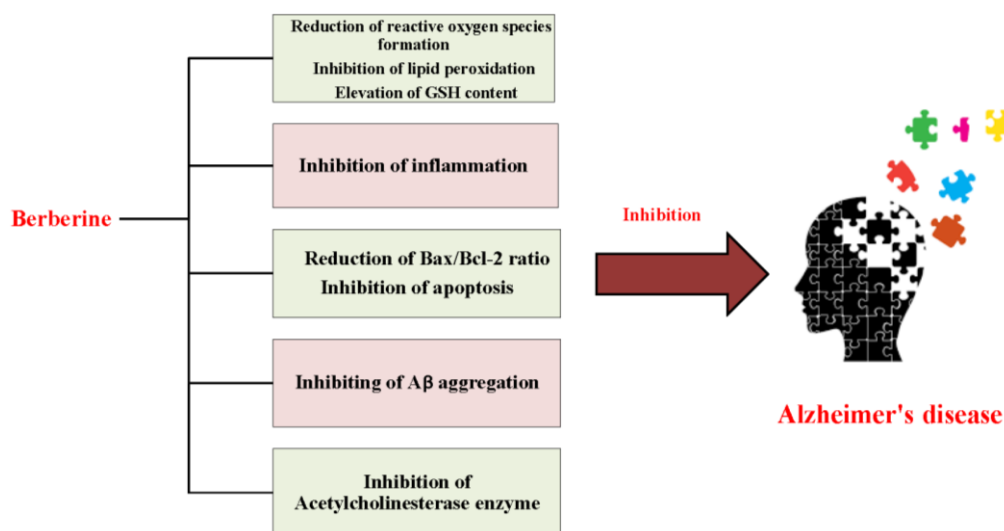 Reduction of reactive oxygen species
formation
Inhibition of lipid peroxidation
Elevation of GSH content
Inhibition of inflammation
Berberine
Reduction of Bax/Bcl-2 ratio
Inhibition of apoptosis
Inhibiting of Aβ aggregation
Inhibition of
Acetylcholinesterase enzyme
Inhibition
Alzheimer's disease